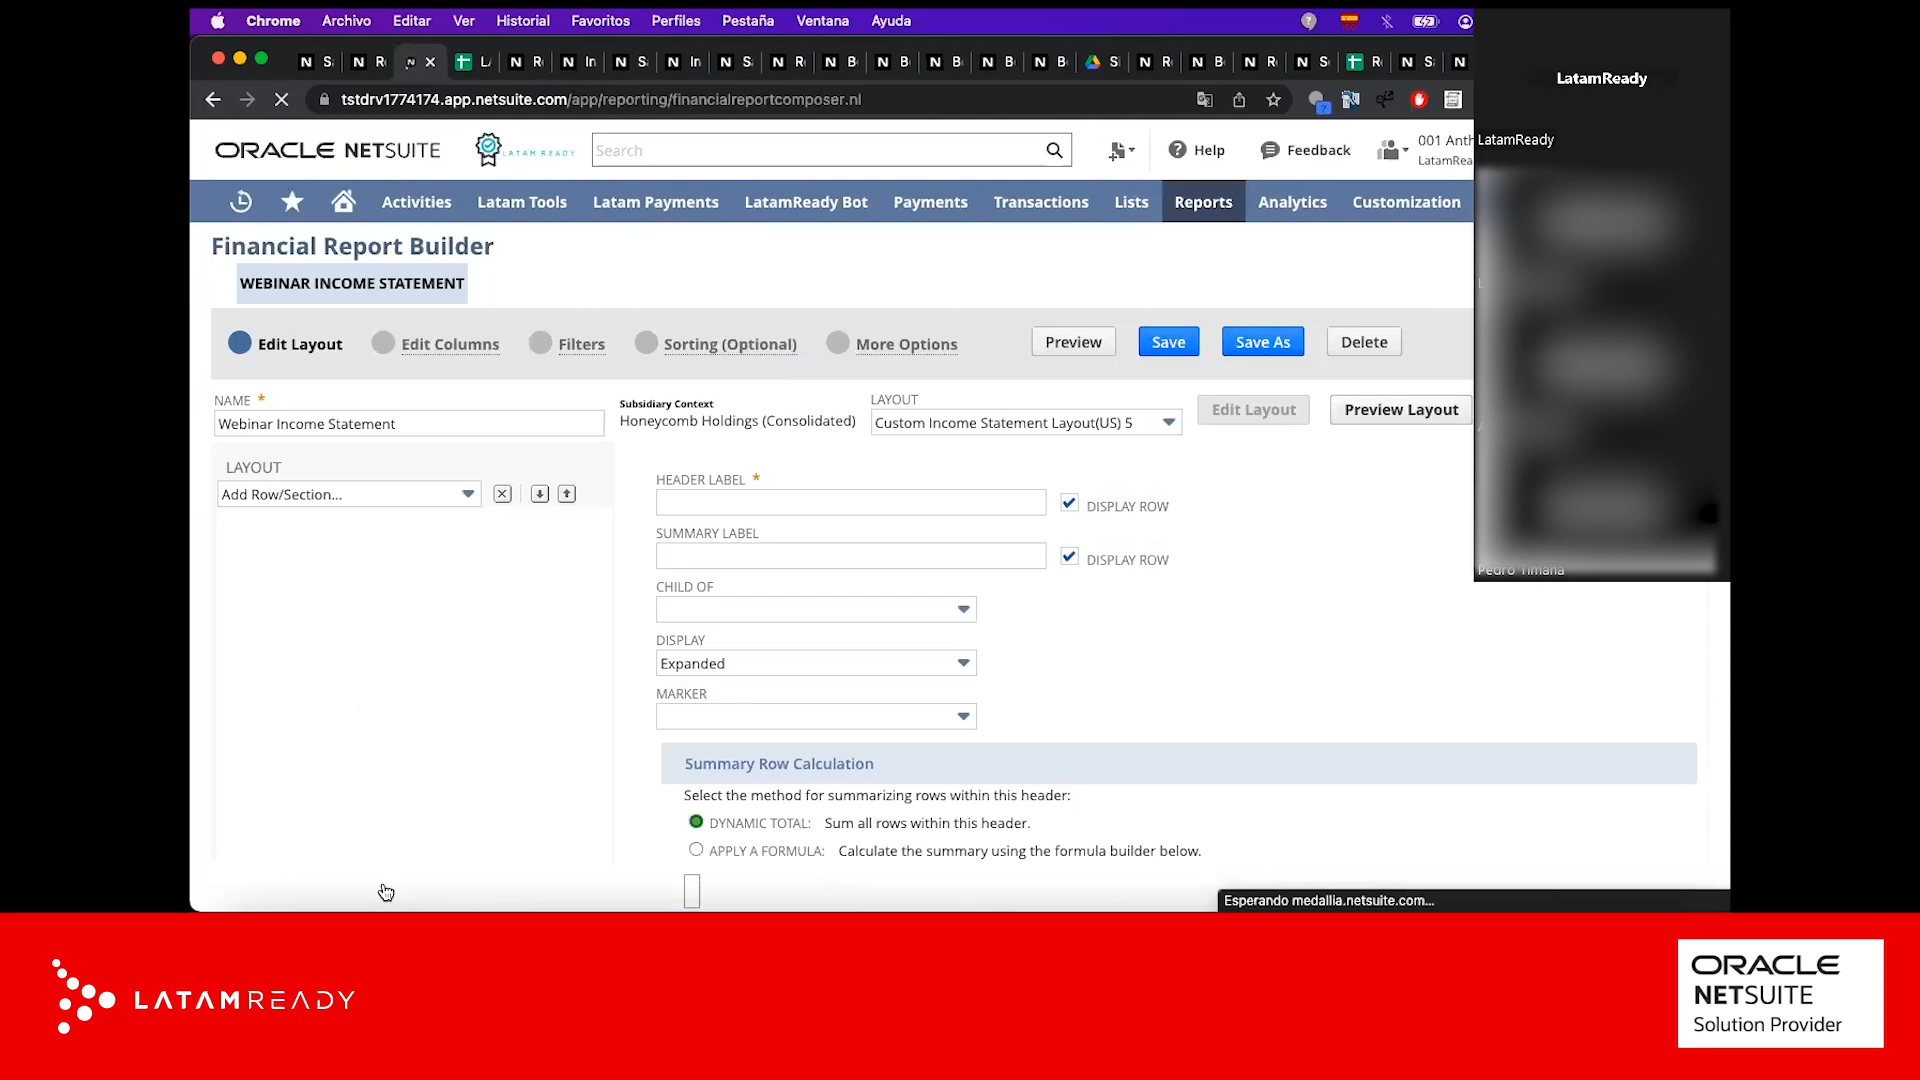 Chrome Archivo Editar Ver Historial Favoritos Perfiles Pestaña Ventana Ayuda
LatamReady
tstdrv1774174.app.netsuite.com/app/reporting/financialreportcomposer.nl
LatamReady
ORACLE NETSUITE
LATAM READY
Search
Help
Feedback
001 Anth
LatamRea
Activities Latam Tools Latam Payments LatamReady Bot Payments Transactions Lists Reports Analytics Customization
Financial Report Builder
WEBINAR INCOME STATEMENT
Edit Layout Edit Columns Filters Sorting (Optional) More Options Preview Save Save As Delete
NAME *
Webinar Income Statement
Subsidiary Context
Honeycomb Holdings (Consolidated)
LAYOUT
Custom Income Statement Layout(US) 5
Edit Layout Preview Layout
LAYOUT
Add Row/Section...
HEADER LABEL *
DISPLAY ROW
SUMMARY LABEL
DISPLAY ROW
CHILD OF
DISPLAY
Expanded
MARKER
Pedro Timana
Summary Row Calculation
Select the method for summarizing rows within this header:
DYNAMIC TOTAL: Sum all rows within this header.
APPLY A FORMULA: Calculate the summary using the formula builder below.
Esperando medallia.netsuite.com...
LATAMREADY
ORACLE
NETSUITE
Solution Provider